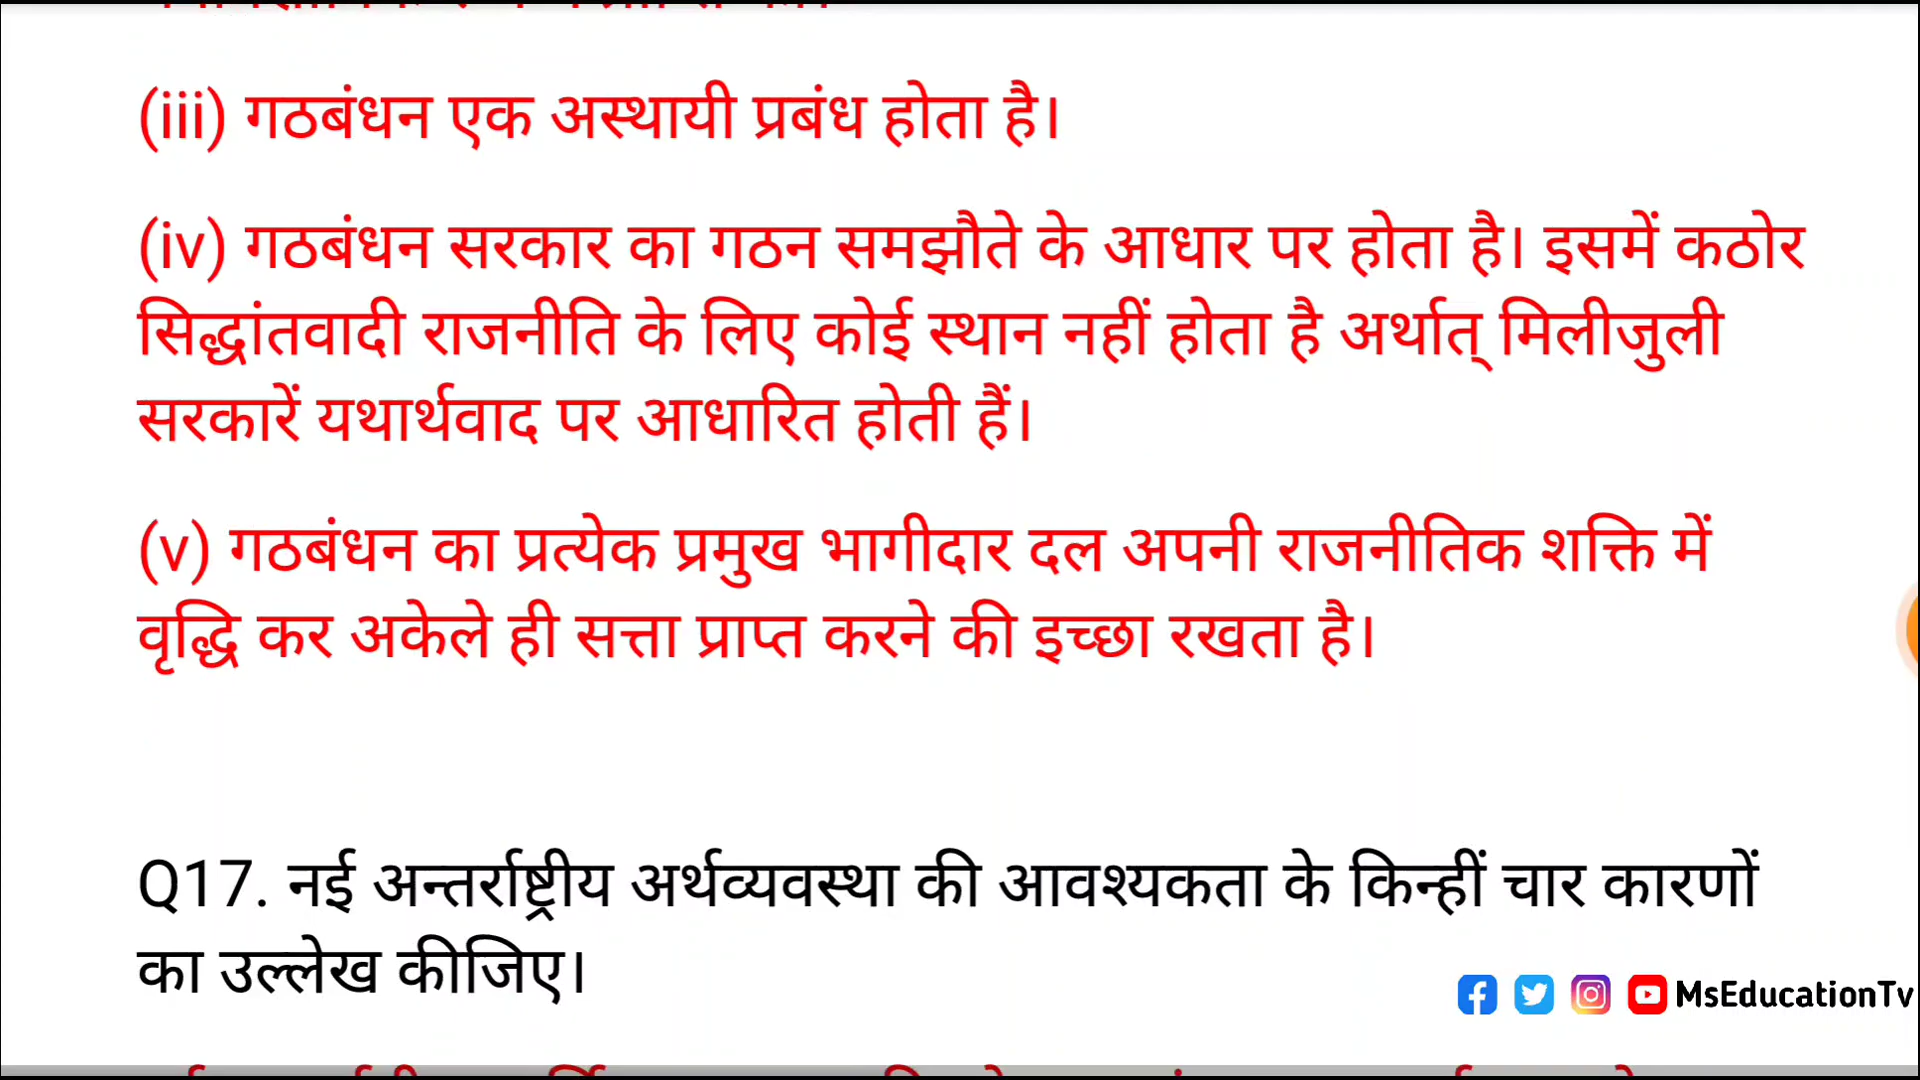 (iii) गठबंधन एक अस्थायी प्रबंध होता है।
(iv) गठबंधन सरकार का गठन समझौते के आधार पर होता है। इसमें कठोर
सिद्धांतवादी राजनीति के लिए कोई स्थान नहीं होता है अर्थात् मिलीजुली
सरकारें यथार्थवाद पर आधारित होती हैं।
(v) गठबंधन का प्रत्येक प्रमुख भागीदार दल अपनी राजनीतिक शक्ति में
वृद्धि कर अकेले ही सत्ता प्राप्त करने की इच्छा रखता है।
Q17. नई अन्तर्राष्ट्रीय अर्थव्यवस्था की आवश्यकता के किन्हीं चार कारणों
का उल्लेख कीजिए।
MsEducationTv